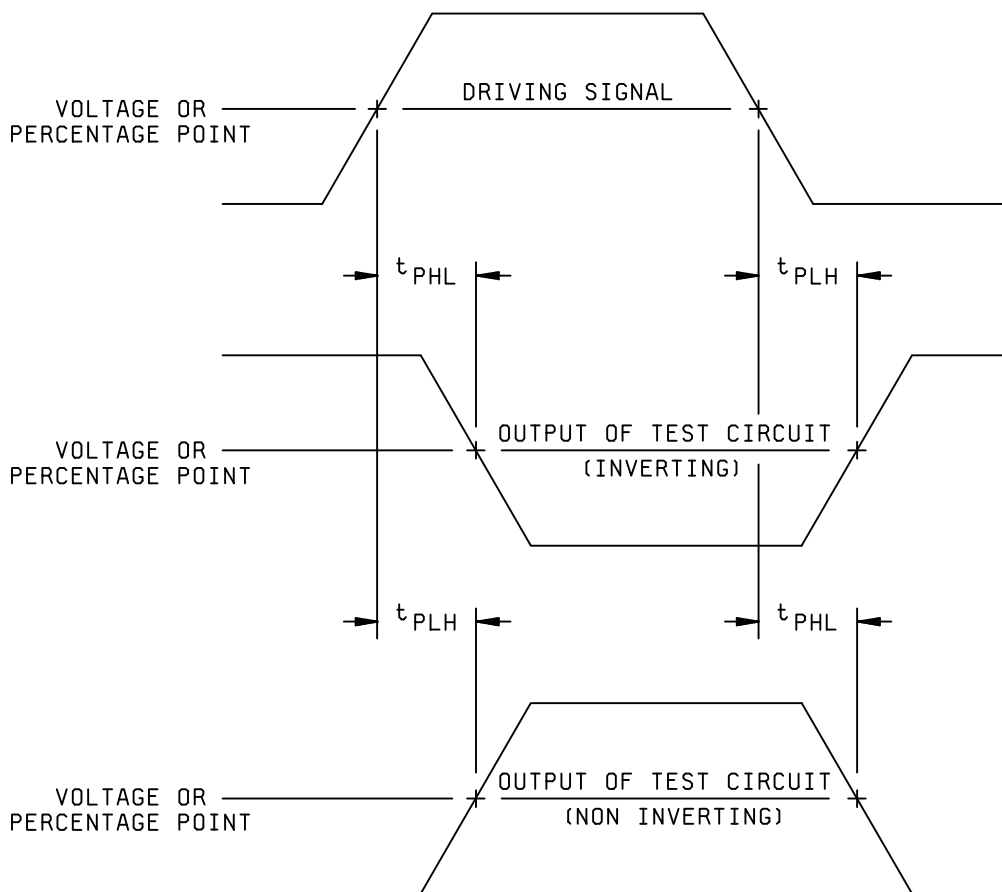 DRIVING SIGNAL
VOLTAGE OR
PERCENTAGE POINT
tPHL
tPLH
OUTPUT OF TEST CIRCUIT
(INVERTING)
VOLTAGE OR
PERCENTAGE POINT
tPLH
tPHL
OUTPUT OF TEST CIRCUIT
(NON INVERTING)
VOLTAGE OR
PERCENTAGE POINT